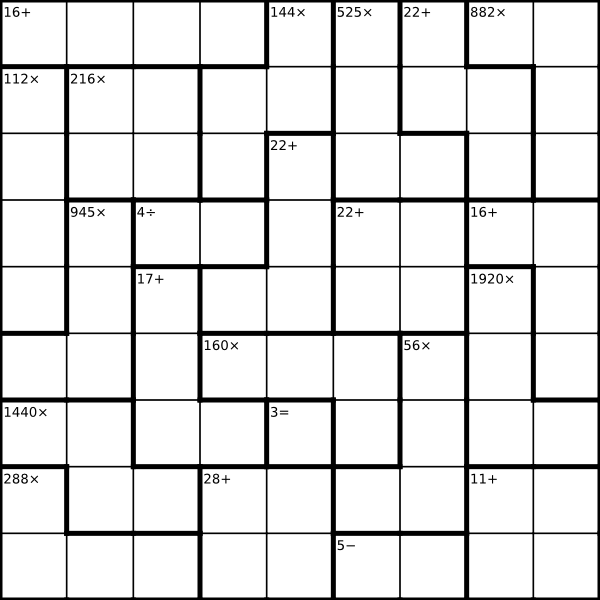 16+ 144× 525× 22+ 882×
112× 216×
22+
945× 4÷ 22+ 16+
17+ 1920×
160× 56×
1440× 3=
288× 28+ 11+
5−